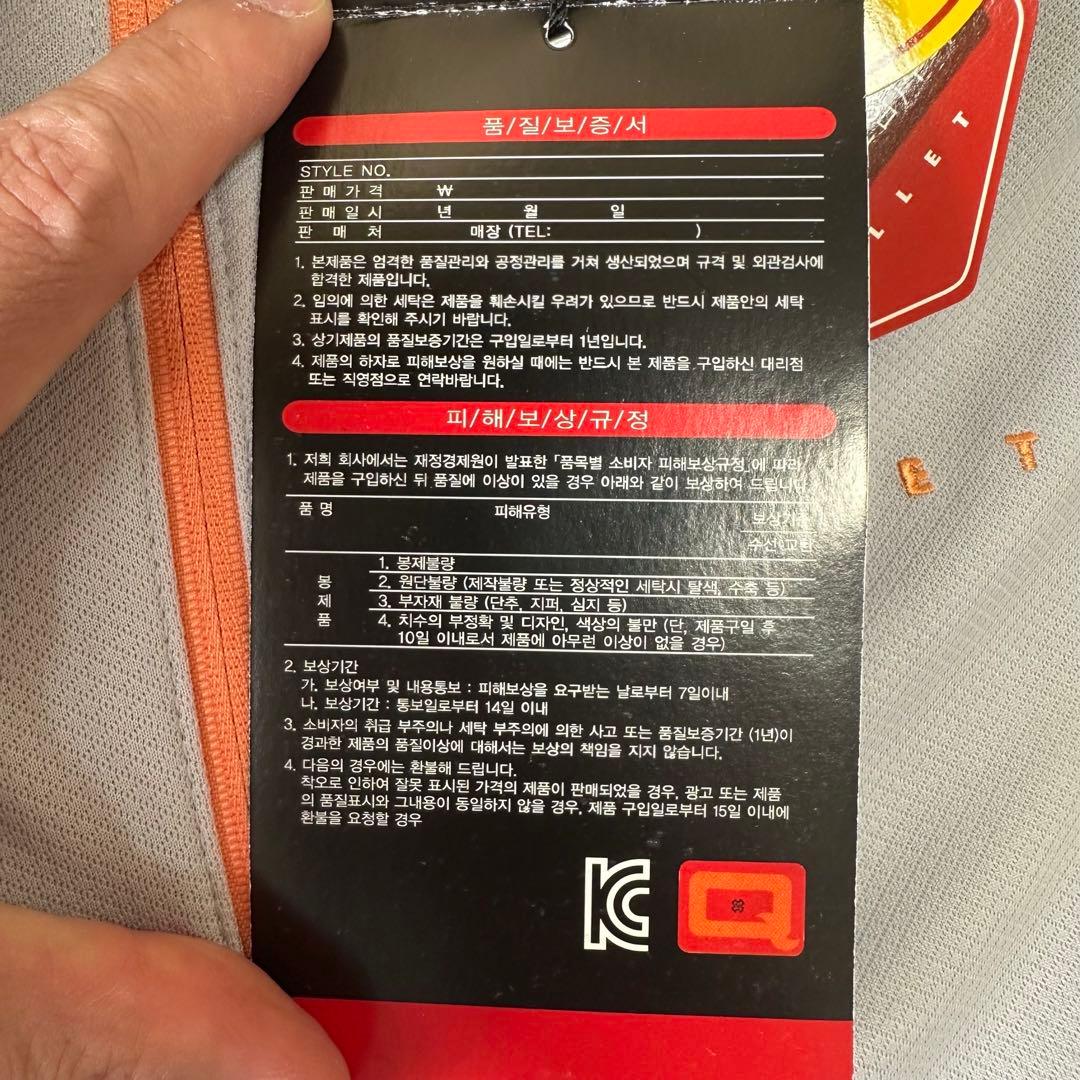 품/질/보/증/서
STYLE NO.
판 매 가 격 ₩
판 매 일 시 년 월 일
판 매 처 매장 (TEL: )
1. 본제품은 엄격한 품질관리와 공정관리를 거쳐 생산되었으며 규격 및 외관검사에
합격한 제품입니다.
2. 임의에 의한 세탁은 제품을 훼손시킬 우려가 있으므로 반드시 제품안의 세탁
표시를 확인해 주시기 바랍니다.
3. 상기제품의 품질보증기간은 구입일로부터 1년입니다.
4. 제품의 하자로 피해보상을 원하실 때에는 반드시 본 제품을 구입하신 대리점
또는 직영점으로 연락바랍니다.
피/해/보/상/규/정
1. 저희 회사에서는 재정경제원이 발표한 「품목별 소비자 피해보상규정」에 따라
제품을 구입하신 뒤 품질에 이상이 있을 경우 아래와 같이 보상하여 드립니다
품 명 피해유형 보상기준
수선(교환
봉 제 품
1. 봉제불량
2. 원단불량 (제작불량 또는 정상적인 세탁시 탈색, 수축 등)
3. 부자재 불량 (단추, 지퍼, 심지 등)
4. 치수의 부정확 및 디자인, 색상의 불만 (단, 제품구일 후
10일 이내로서 제품에 아무런 이상이 없을 경우)
2. 보상기간
가. 보상여부 및 내용통보 : 피해보상을 요구받는 날로부터 7일이내
나. 보상기간 : 통보일로부터 14일 이내
3. 소비자의 취급 부주의나 세탁 부주의에 의한 사고 또는 품질보증기간 (1년)이
경과한 제품의 품질이상에 대해서는 보상의 책임을 지지 않습니다.
4. 다음의 경우에는 환불해 드립니다.
착오로 인하여 잘못 표시된 가격의 제품이 판매되었을 경우, 광고 또는 제품
의 품질표시와 그내용이 동일하지 않을 경우, 제품 구입일로부터 15일 이내에
환불을 요청할 경우
KC
Q
LLET
ET